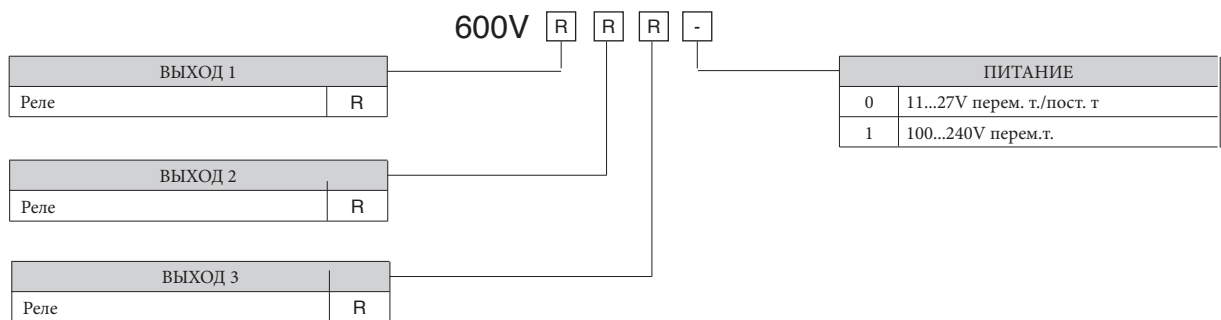 600V R R R -
ВЫХОД 1
Реле R
ПИТАНИЕ
0 11...27V перем. т./пост. т
1 100...240V перем.т.
ВЫХОД 2
Реле R
ВЫХОД 3
Реле R